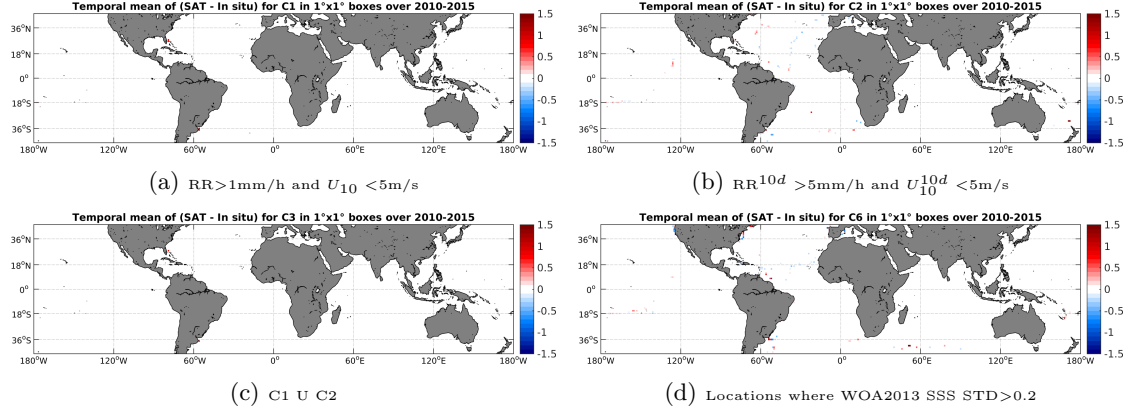 Temporal mean of (SAT - In situ) for C1 in 1°x1° boxes over 2010-2015
36°N
18°N
0°
18°S
36°S
180°W 120°W 60°W 0°E 60°E 120°E 180°W
1.5
1
0.5
0
-0.5
-1
-1.5
(a) RR>1mm/h and U10 <5m/s
Temporal mean of (SAT - In situ) for C2 in 1°x1° boxes over 2010-2015
36°N
18°N
0°
18°S
36°S
180°W 120°W 60°W 0°E 60°E 120°E 180°W
1.5
1
0.5
0
-0.5
-1
-1.5
(b) RR10d >5mm/h and U10d10 <5m/s
Temporal mean of (SAT - In situ) for C3 in 1°x1° boxes over 2010-2015
36°N
18°N
0°
18°S
36°S
180°W 120°W 60°W 0°E 60°E 120°E 180°W
1.5
1
0.5
0
-0.5
-1
-1.5
(c) C1 U C2
Temporal mean of (SAT - In situ) for C6 in 1°x1° boxes over 2010-2015
36°N
18°N
0°
18°S
36°S
180°W 120°W 60°W 0°E 60°E 120°E 180°W
1.5
1
0.5
0
-0.5
-1
-1.5
(d) Locations where WOA2013 SSS STD>0.2